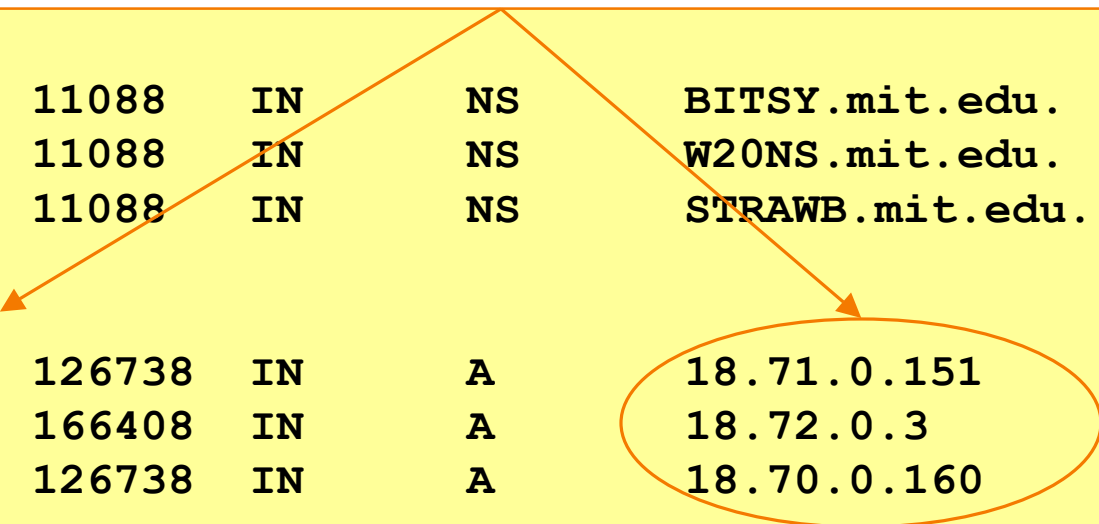 11088 IN NS BITSY.mit.edu.
11088 IN NS W20NS.mit.edu.
11088 IN NS STRAWB.mit.edu.
126738 IN A 18.71.0.151
166408 IN A 18.72.0.3
126738 IN A 18.70.0.160